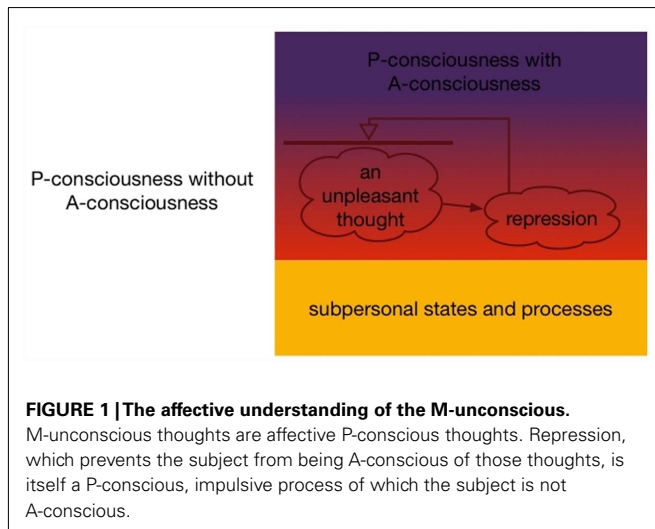 P-consciousness with
A-consciousness
P-consciousness without
A-consciousness
an
unpleasant
thought
repression
subpersonal states and processes
FIGURE 1 | The affective understanding of the M-unconscious.
M-unconscious thoughts are affective P-conscious thoughts. Repression,
which prevents the subject from being A-conscious of those thoughts, is
itself a P-conscious, impulsive process of which the subject is not
A-conscious.